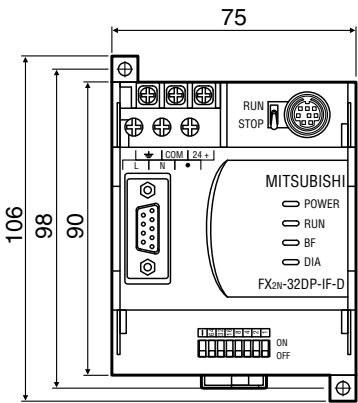 75
RUN
STOP
COM 24+
L N •
MITSUBISHI
POWER
RUN
BF
DIA
FX2N-32DP-IF-D
ON
OFF
106
98
90